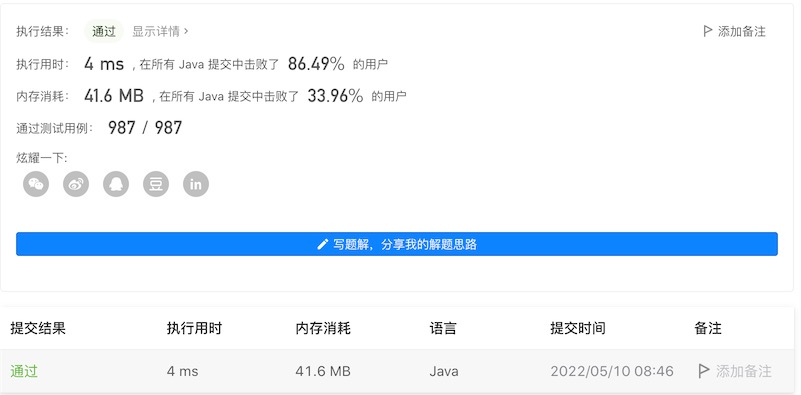 执行结果： 通过 显示详情 > 添加备注
执行用时： 4 ms , 在所有 Java 提交中击败了 86.49% 的用户
内存消耗： 41.6 MB , 在所有 Java 提交中击败了 33.96% 的用户
通过测试用例： 987 / 987
炫耀一下:
豆 in
写题解，分享我的解题思路
提交结果 执行用时 内存消耗 语言 提交时间 备注
通过 4 ms 41.6 MB Java 2022/05/10 08:46 添加备注